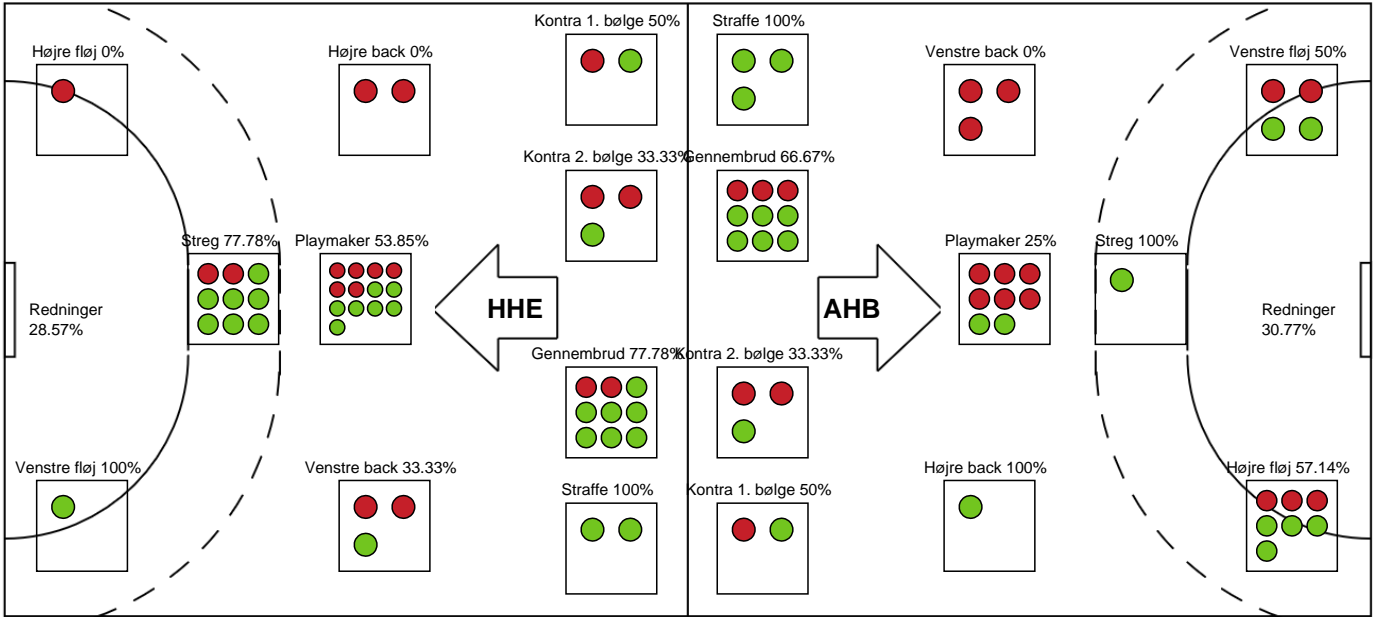 Kontra 1. bølge 50%
Straffe 100%
Højre fløj 0%
Højre back 0%
Venstre back 0%
Venstre fløj 50%
Kontra 2. bølge 33.33%
Gennembrud 66.67%
Streg 77.78%
Playmaker 53.85%
Playmaker 25%
Streg 100%
Redninger
28.57%
HHE
AHB
Redninger
30.77%
Gennembrud 77.78%
Kontra 2. bølge 33.33%
Venstre fløj 100%
Venstre back 33.33%
Højre back 100%
Højre fløj 57.14%
Straffe 100%
Kontra 1. bølge 50%